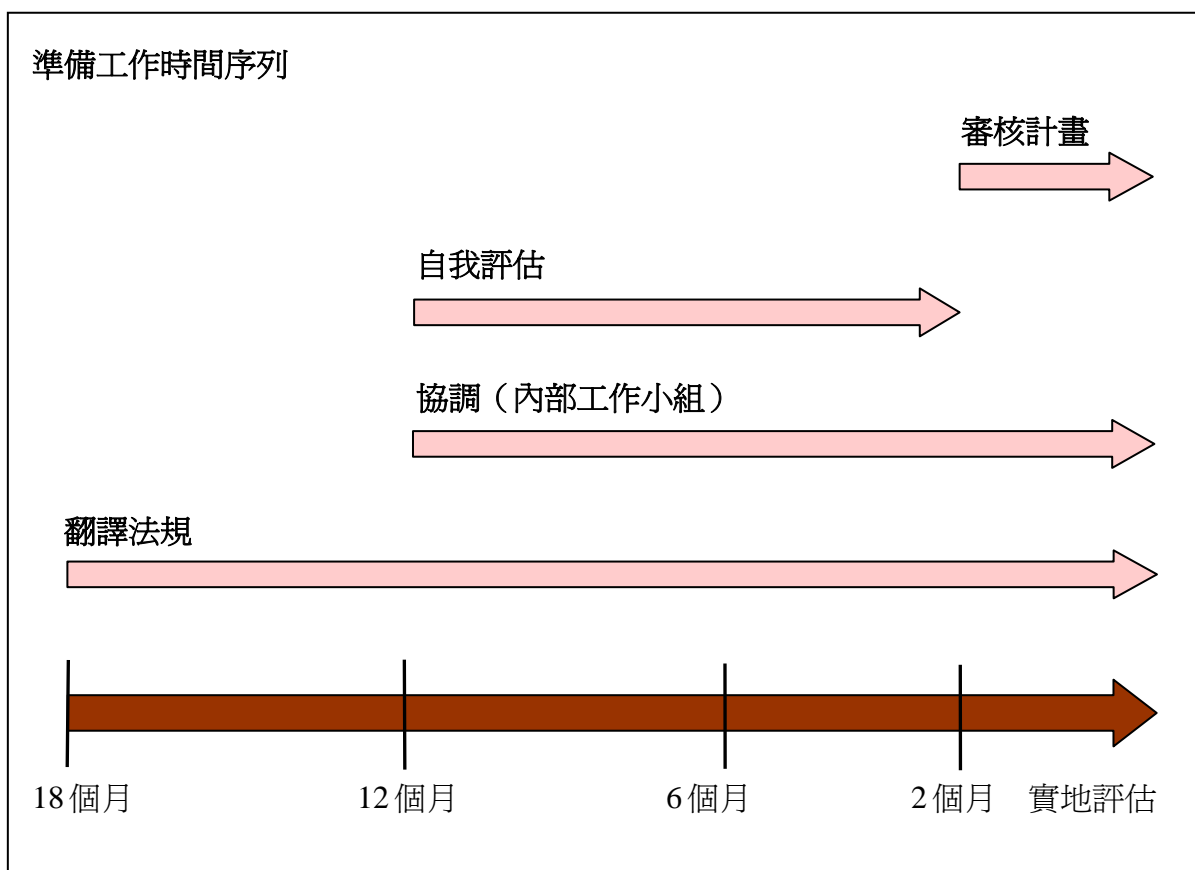 準備工作時間序列
審核計畫
自我評估
協調（內部工作小組）
翻譯法規
18個月 12個月 6個月 2個月 實地評估